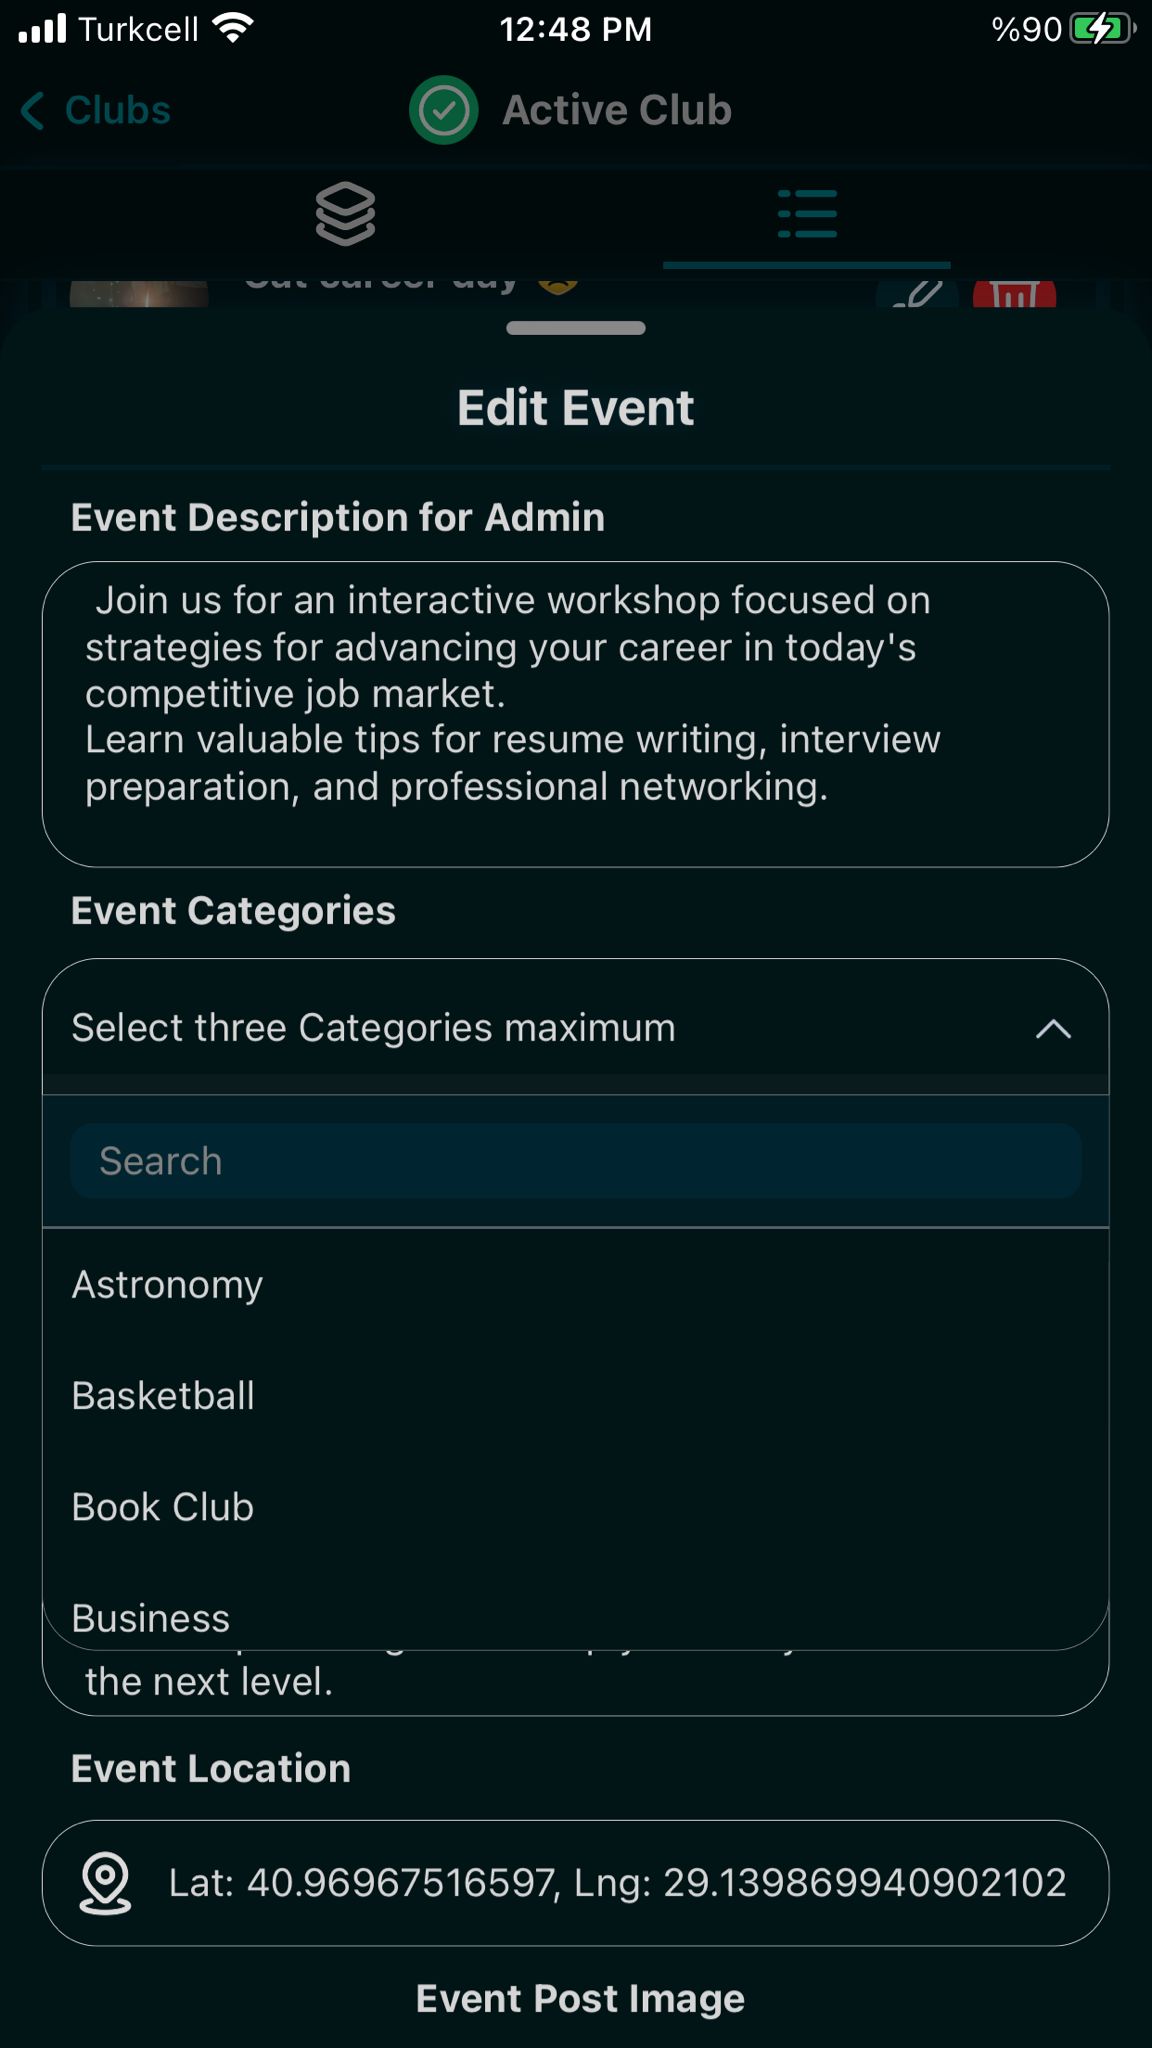 Turkcell 12:48 PM %90
Clubs Active Club
career day
Edit Event
Event Description for Admin
Join us for an interactive workshop focused on
strategies for advancing your career in today's
competitive job market.
Learn valuable tips for resume writing, interview
preparation, and professional networking.
Event Categories
Select three Categories maximum
Search
Astronomy
Basketball
Book Club
Business
the next level.
Event Location
Lat: 40.96967516597, Lng: 29.139869940902102
Event Post Image